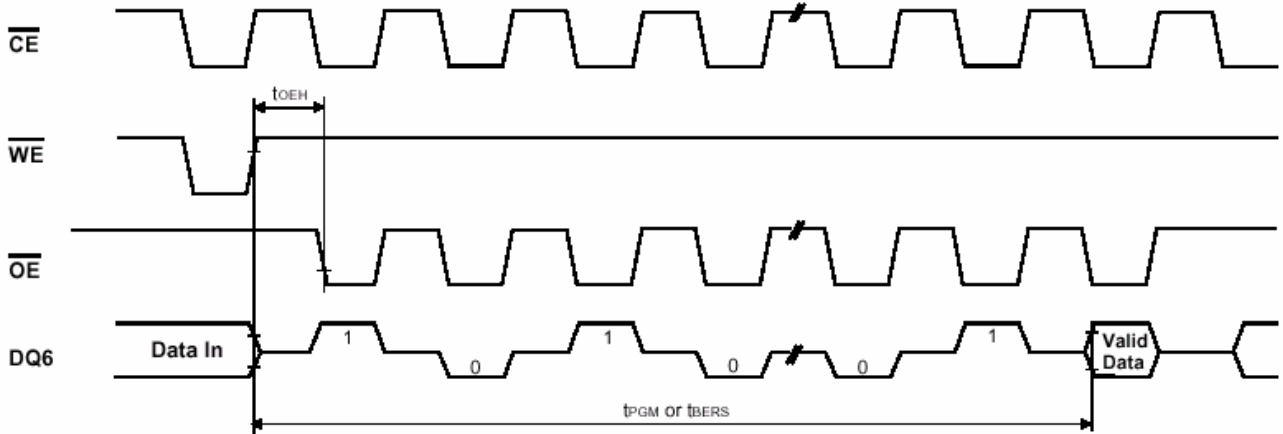 CE
tOEH
WE
OE
DQ6
Data In
1
0
1
0
0
1
Valid
Data
tPGM or tBERS